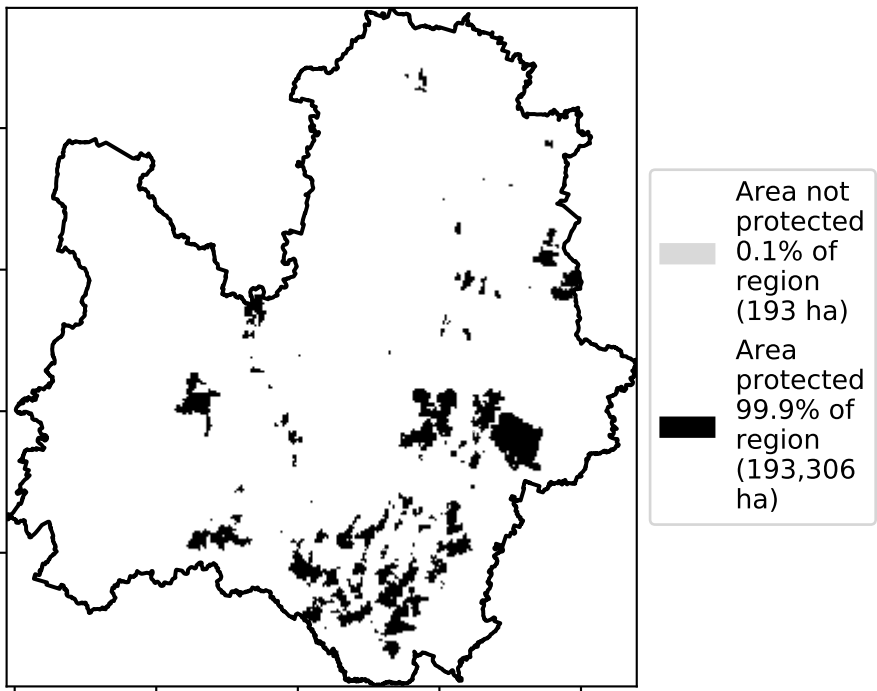 Area not
protected
0.1% of
region
(193 ha)
Area
protected
99.9% of
region
(193,306
ha)